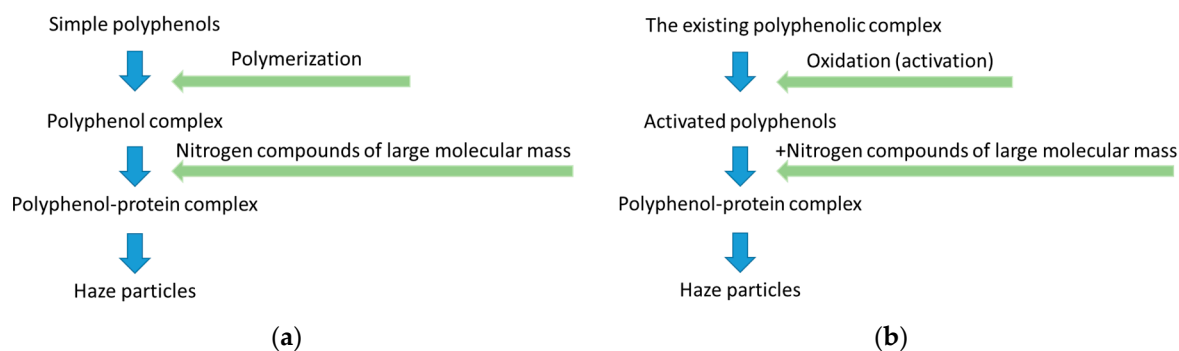 Simple polyphenols
Polymerization
Polyphenol complex
Nitrogen compounds of large molecular mass
Polyphenol-protein complex
Haze particles
(a)
The existing polyphenolic complex
Oxidation (activation)
Activated polyphenols
+Nitrogen compounds of large molecular mass
Polyphenol-protein complex
Haze particles
(b)